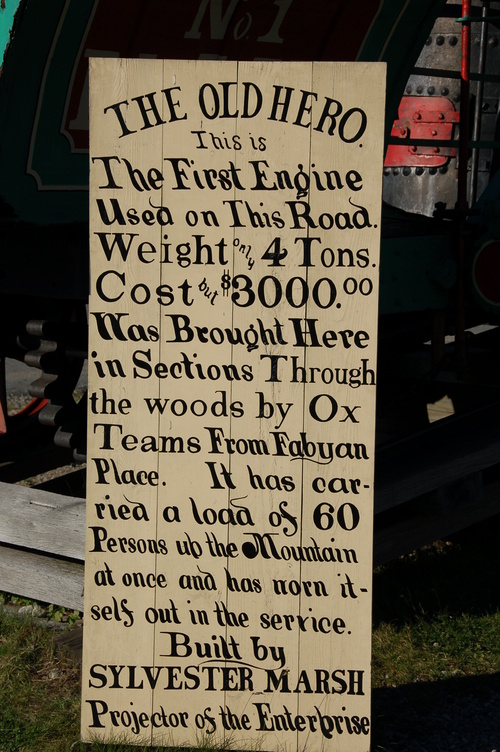 No. 1
THE OLD HERO.
This is
The First Engine
Used on This Road.
Weight only 4 Tons.
Cost but $3000.00
Was Brought Here
in Sections Through
the woods by Ox
Teams From Fabyan
Place. It has car-
ried a load of 60
Persons up the Mountain
at once and has worn it-
self out in the service.
Built by
SYLVESTER MARSH
Projector of the Enterprise